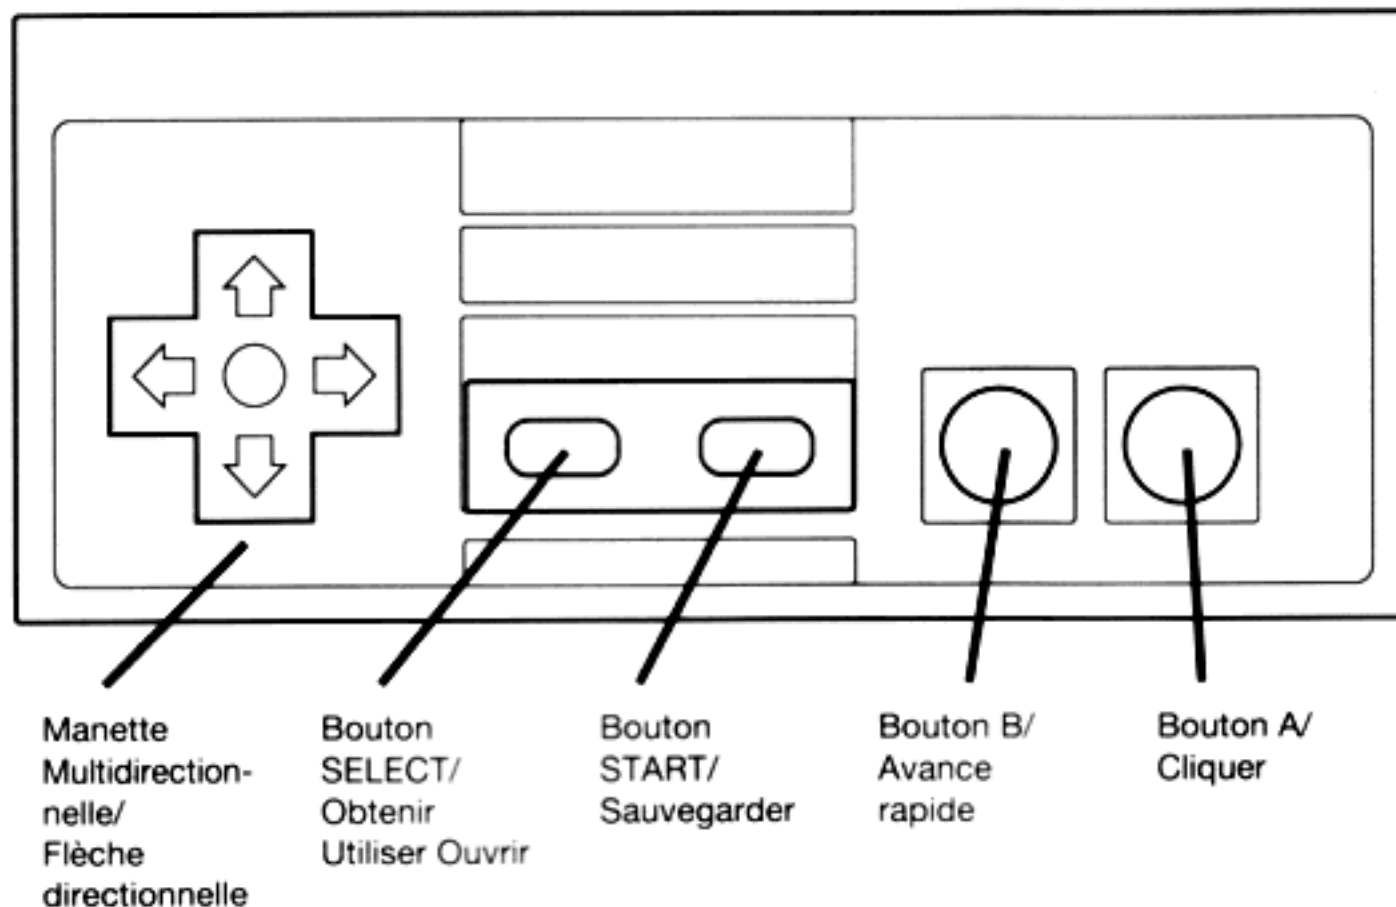 Manette
Multidirection-
nelle/
Flèche
directionnelle
Bouton
SELECT/
Obtenir
Utiliser Ouvrir
Bouton
START/
Sauvegarder
Bouton B/
Avance
rapide
Bouton A/
Cliquer